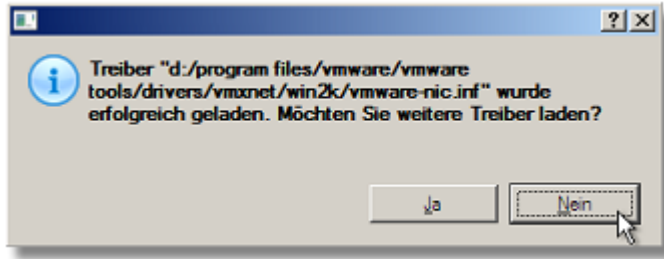 Treiber "d:/program files/vmware/vmware
tools/drivers/vmxnet/win2k/vmware-nic.inf" wurde
erfolgreich geladen. Möchten Sie weitere Treiber laden?
Ja
Nein